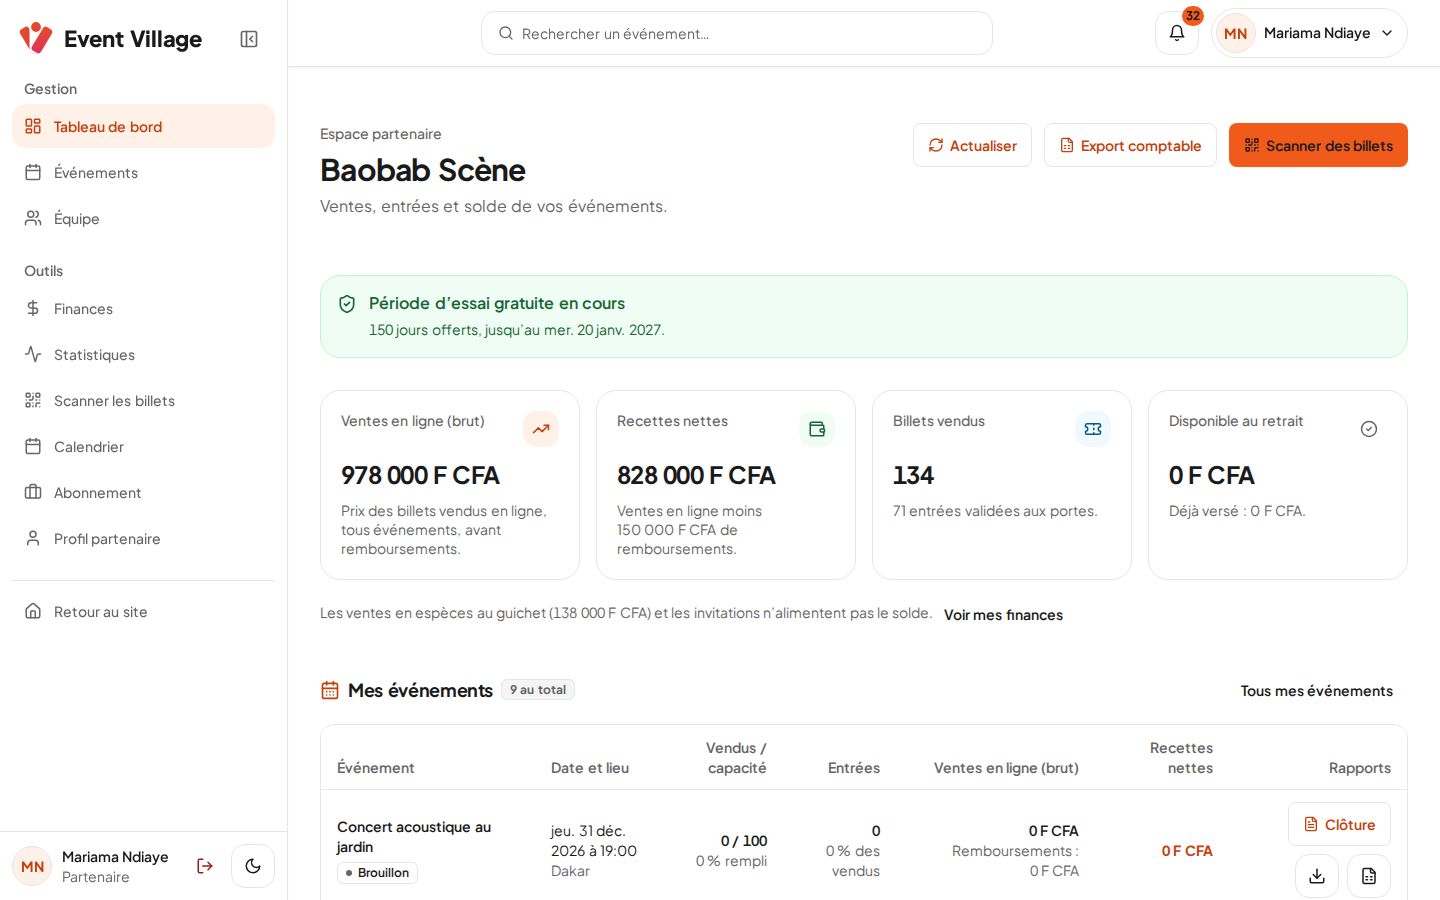 Event Village
Gestion
Tableau de bord
Événements
Équipe
Outils
Finances
Statistiques
Scanner les billets
Calendrier
Abonnement
Profil partenaire
Retour au site
MN
Mariama Ndiaye
Partenaire
Rechercher un événement...
32
MN
Mariama Ndiaye
Espace partenaire
Baobab Scène
Ventes, entrées et solde de vos événements.
Actualiser
Export comptable
Scanner des billets
Période d'essai gratuite en cours
150 jours offerts, jusqu'au mer. 20 janv. 2027.
Ventes en ligne (brut)
978 000 F CFA
Prix des billets vendus en ligne,
tous événements, avant
remboursements.
Recettes nettes
828 000 F CFA
Ventes en ligne moins
150 000 F CFA de
remboursements.
Billets vendus
134
71 entrées validées aux portes.
Disponible au retrait
0 F CFA
Déjà versé : 0 F CFA.
Les ventes en espèces au guichet (138 000 F CFA) et les invitations n'alimentent pas le solde.
Voir mes finances
Mes événements
9 au total
Tous mes événements
Événement
Date et lieu
Vendus /
capacité
Entrées
Ventes en ligne (brut)
Recettes
nettes
Rapports
Concert acoustique au
jardin
Brouillon
jeu. 31 déc.
2026 à 19:00
Dakar
0 / 100
0 % rempli
0
0 % des
vendus
0 F CFA
Remboursements :
0 F CFA
0 F CFA
Clôture